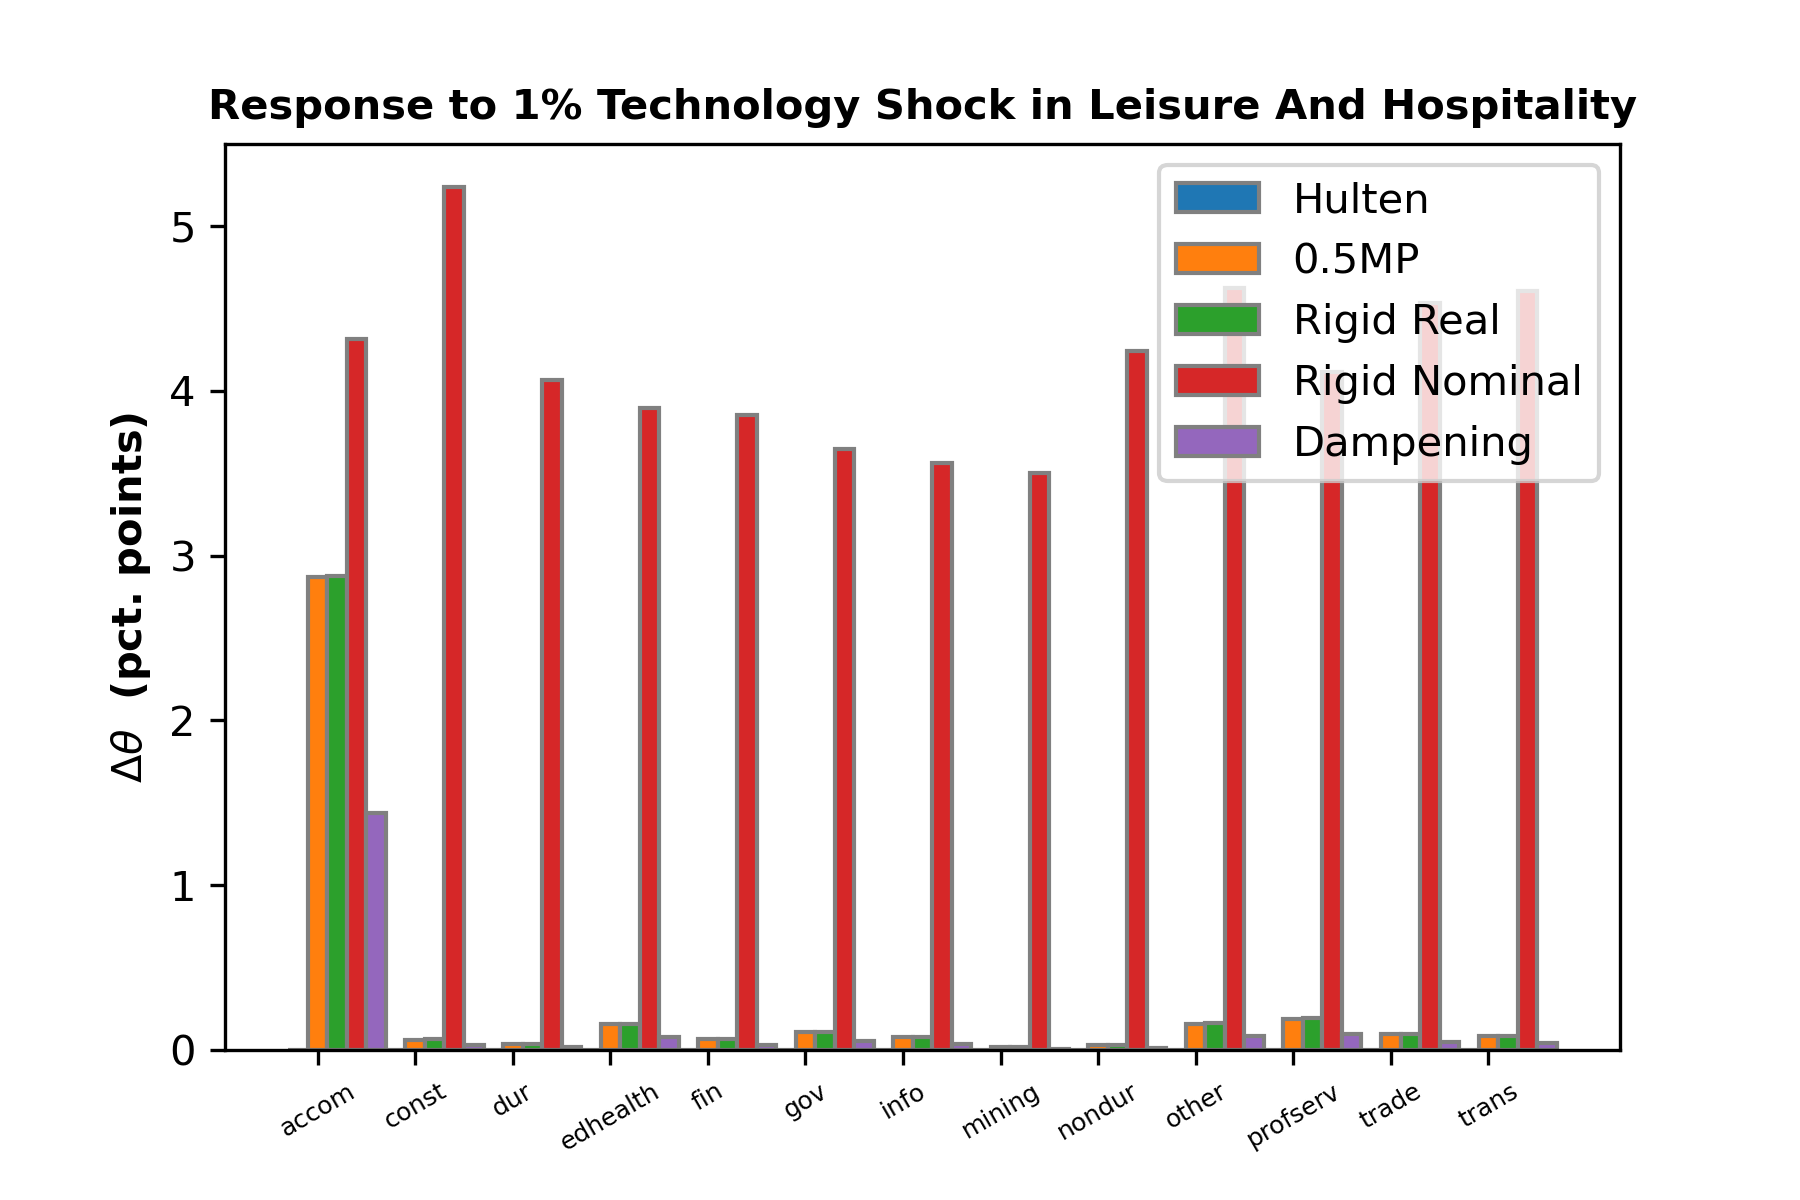 Response to 1% Technology Shock in Leisure And Hospitality
Δθ (pct. points)
5
4
3
2
1
0
Hulten
0.5MP
Rigid Real
Rigid Nominal
Dampening
accom const dur edhealth fin gov info mining nondur other profserv trade trans